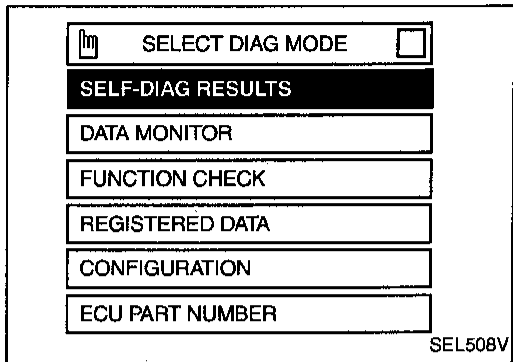 SELECT DIAG MODE
SELF-DIAG RESULTS
DATA MONITOR
FUNCTION CHECK
REGISTERED DATA
CONFIGURATION
ECU PART NUMBER
SEL508V